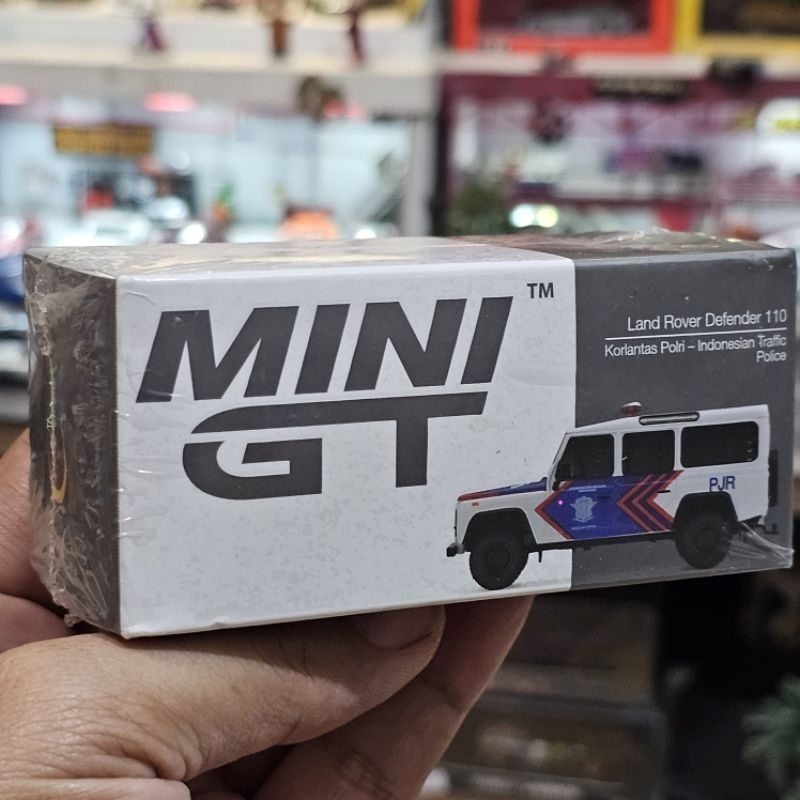 MINI
GT
TM
Land Rover Defender 110
Korlantas Polri – Indonesian Traffic
Police
PJR